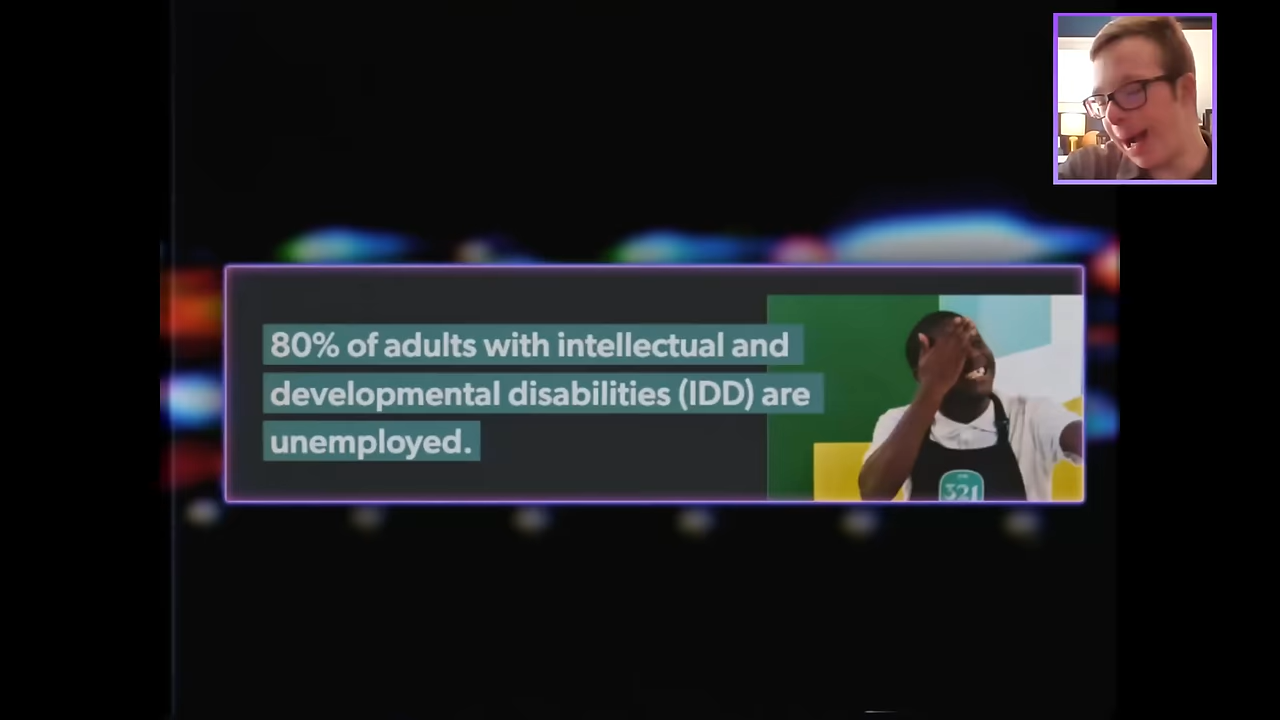 80% of adults with intellectual and
developmental disabilities (IDD) are
unemployed.
321